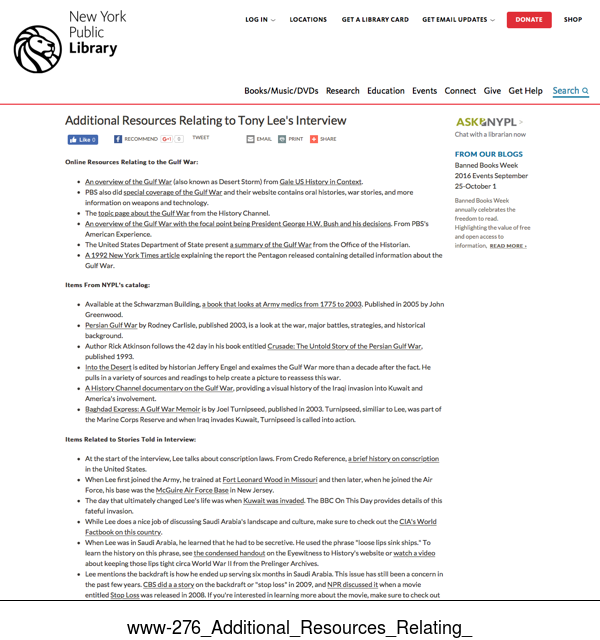 New York
Public
Library
LOG IN
LOCATIONS
GET A LIBRARY CARD
GET EMAIL UPDATES
DONATE
SHOP
Books/Music/DVDs Research Education Events Connect Give Get Help Search
Additional Resources Relating to Tony Lee's Interview
Like 0
RECOMMEND
0
TWEET
EMAIL
PRINT
SHARE
Online Resources Relating to the Gulf War:
• An overview of the Gulf War (also known as Desert Storm) from Gale US History in Context.
• PBS also did special coverage of the Gulf War and their website contains oral histories, war stories, and more
information on weapons and technology.
• The topic page about the Gulf War from the History Channel.
• An overview of the Gulf War with the focal point being President George H.W. Bush and his decisions. From PBS's
American Experience.
• The United States Department of State present a summary of the Gulf War from the Office of the Historian.
• A 1992 New York Times article explaining the report the Pentagon released containing detailed information about the
Gulf War.
Items From NYPL's catalog:
• Available at the Schwarzman Building, a book that looks at Army medics from 1775 to 2003. Published in 2005 by John
Greenwood.
• Persian Gulf War by Rodney Carlisle, published 2003, is a look at the war, major battles, strategies, and historical
background.
• Author Rick Atkinson follows the 42 day in his book entitled Crusade: The Untold Story of the Persian Gulf War,
published 1993.
• Into the Desert is edited by historian Jeffery Engel and exaimes the Gulf War more than a decade after the fact. He
pulls in a variety of sources and readings to help create a picture to reassess this war.
• A History Channel documentary on the Gulf War, providing a visual history of the Iraqi invasion into Kuwait and
America's involvement.
• Baghdad Express: A Gulf War Memoir is by Joel Turnipseed, published in 2003. Turnipseed, similiar to Lee, was part of
the Marine Corps Reserve and when Iraq invades Kuwait, Turnipseed is called into action.
Items Related to Stories Told in Interview:
• At the start of the interview, Lee talks about conscription laws. From Credo Reference, a brief history on conscription
in the United States.
• When Lee first joined the Army, he trained at Fort Leonard Wood in Missouri and then later, when he joined the Air
Force, his base was the McGuire Air Force Base in New Jersey.
• The day that ultimately changed Lee's life was when Kuwait was invaded. The BBC On This Day provides details of this
fateful invasion.
• While Lee does a nice job of discussing Saudi Arabia's landscape and culture, make sure to check out the CIA's World
Factbook on this country.
• When Lee was in Saudi Arabia, he learned that he had to be secretive. He used the phrase "loose lips sink ships." To
learn the history on this phrase, see the condensed handout on the Eyewitness to History's website or watch a video
about keeping those lips tight circa World War II from the Prelinger Archives.
• Lee mentions the backdraft is how he ended up serving six months in Saudi Arabia. This issue has still been a concern in
the past few years. CBS did a a story on the backdraft or "stop loss" in 2009, and NPR discussed it when a movie
entitled Stop Loss was released in 2008. If you're interested in learning more about the movie, make sure to check out
ASK NYPL >
Chat with a librarian now
FROM OUR BLOGS
Banned Books Week
2016 Events September
25-October 1
Banned Books Week
annually celebrates the
freedom to read.
Highlighting the value of free
and open access to
information, READ MORE ›
www-276_Additional_Resources_Relating_